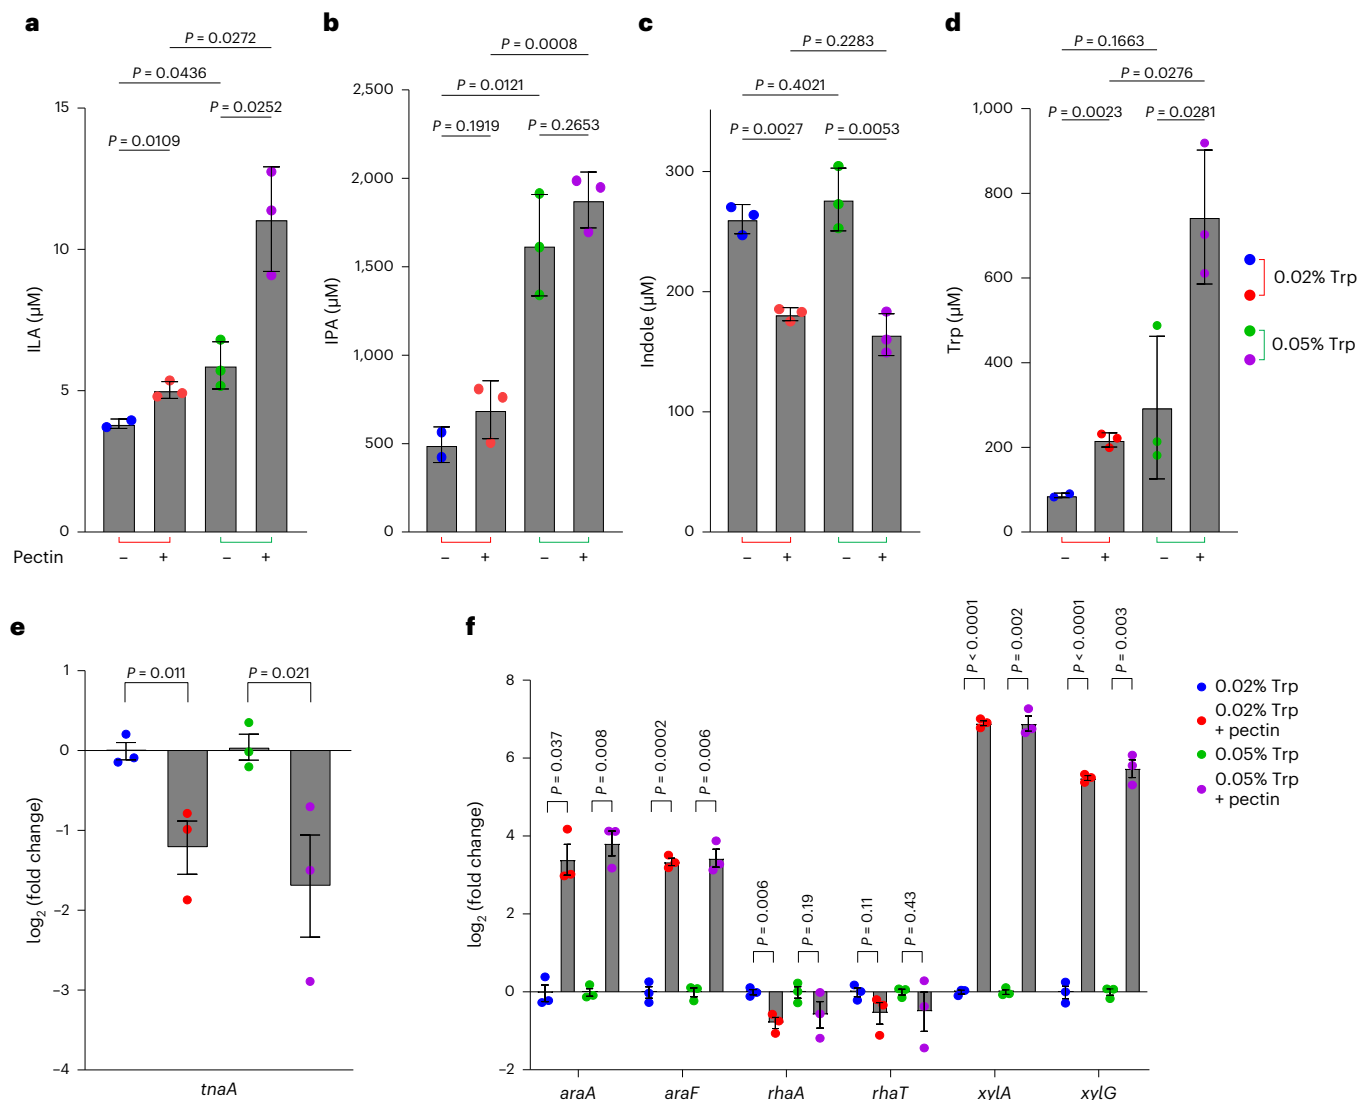 a
P = 0.0272
P = 0.0436
P = 0.0252
P = 0.0109
15
10
5
0
ILA (µM)
Pectin
–
+
–
+
b
P = 0.0008
P = 0.0121
P = 0.1919
P = 0.2653
2,500
2,000
1,500
1,000
500
0
IPA (µM)
–
+
–
+
c
P = 0.2283
P = 0.4021
P = 0.0027
P = 0.0053
300
200
100
0
Indole (µM)
–
+
–
+
d
P = 0.1663
P = 0.0276
P = 0.0023
P = 0.0281
1,000
800
600
400
200
0
Trp (µM)
–
+
–
+
0.02% Trp
0.05% Trp
e
P = 0.011
P = 0.021
1
0
–1
–2
–3
–4
log2 (fold change)
tnaA
f
P = 0.037
P = 0.008
P = 0.0002
P = 0.006
P = 0.006
P = 0.19
P = 0.11
P = 0.43
P < 0.0001
P = 0.002
P < 0.0001
P = 0.003
8
6
4
2
0
–2
log2 (fold change)
araA
araF
rhaA
rhaT
xylA
xylG
0.02% Trp
0.02% Trp
+ pectin
0.05% Trp
0.05% Trp
+ pectin